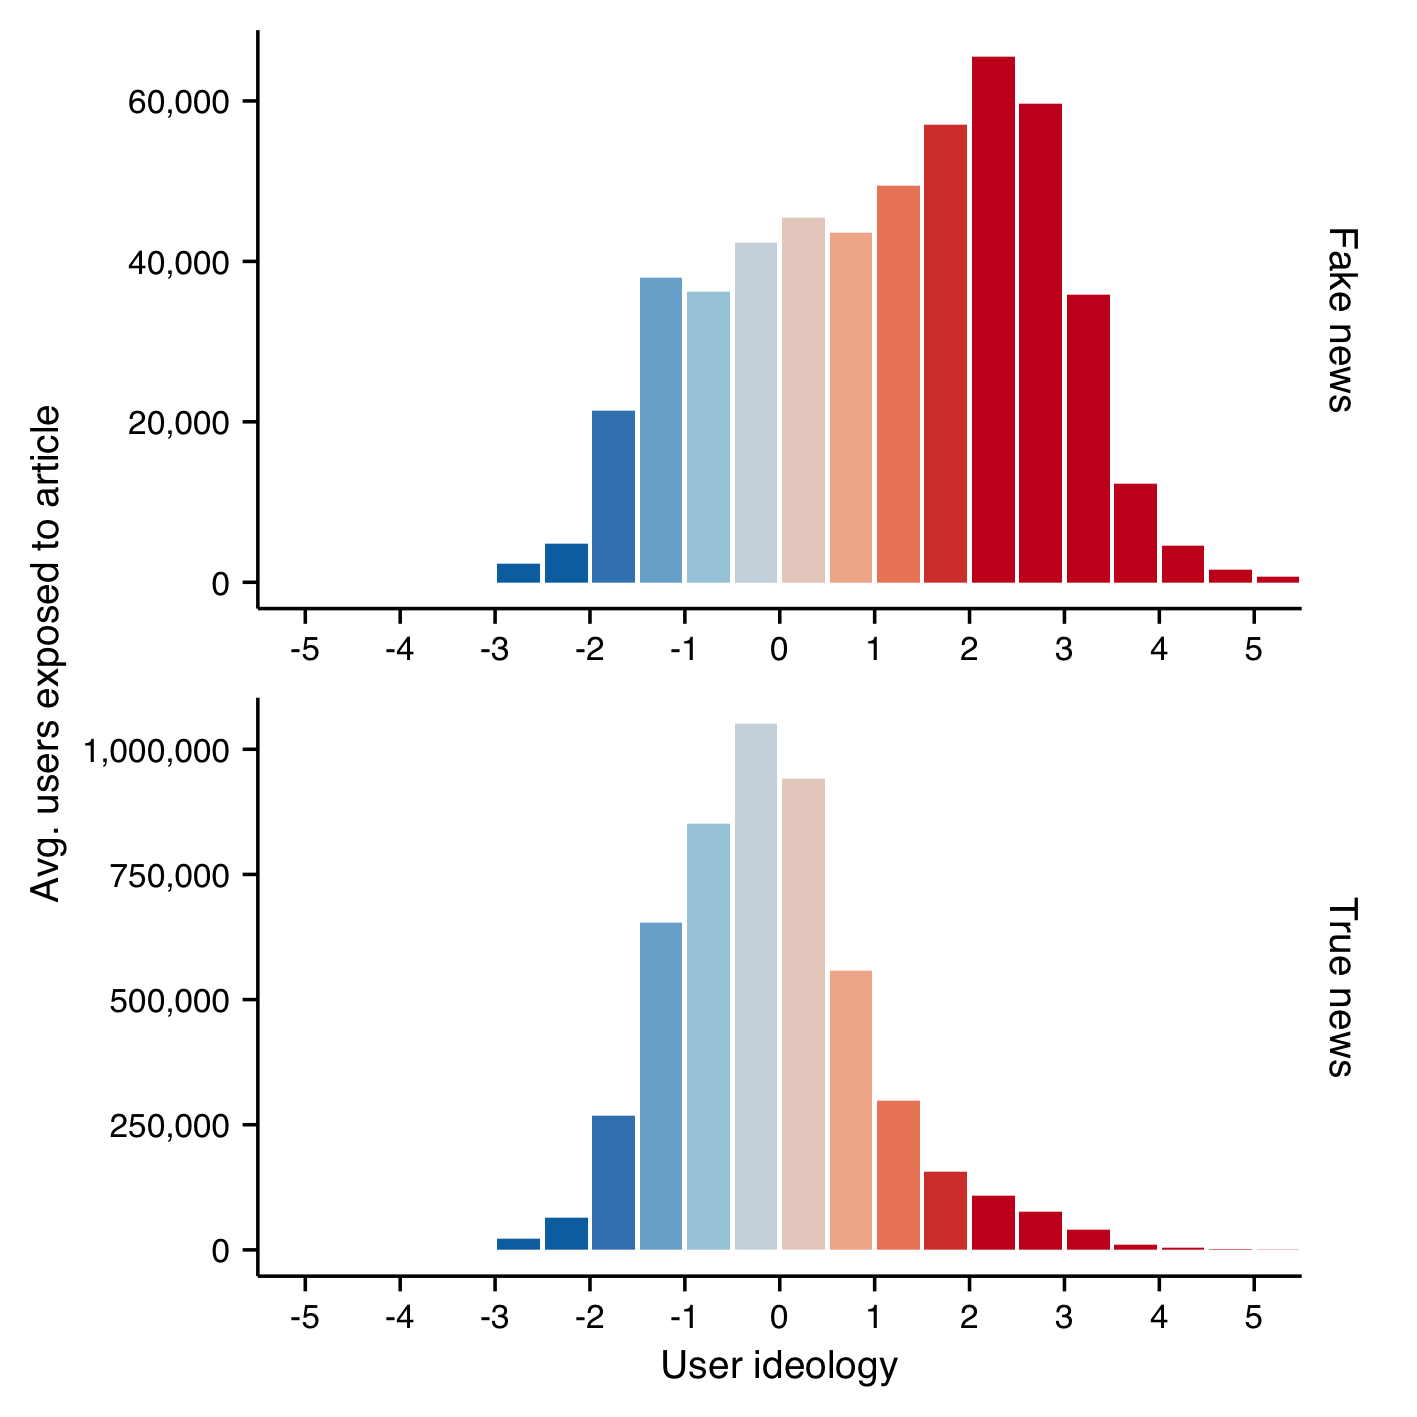 Avg. users exposed to article
60,000
40,000
20,000
0
-5 -4 -3 -2 -1 0 1 2 3 4 5
Fake news
1,000,000
750,000
500,000
250,000
0
-5 -4 -3 -2 -1 0 1 2 3 4 5
True news
User ideology